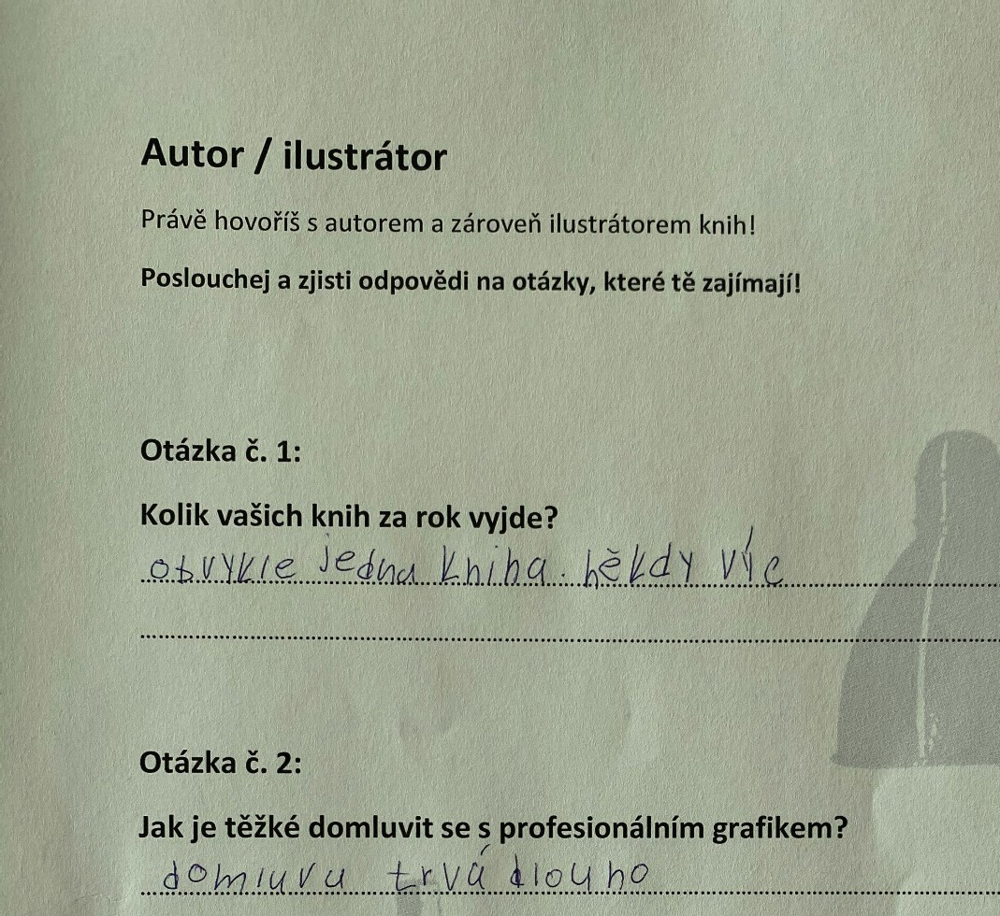 Autor / ilustrátor
Právě hovoříš s autorem a zároveň ilustrátorem knih!
Poslouchej a zjisti odpovědi na otázky, které tě zajímají!
Otázka č. 1:
Kolik vašich knih za rok vyjde?
obvykle jedna kniha. někdy víc
Otázka č. 2:
Jak je těžké domluvit se s profesionálním grafikem?
domluvu trvá dlouho